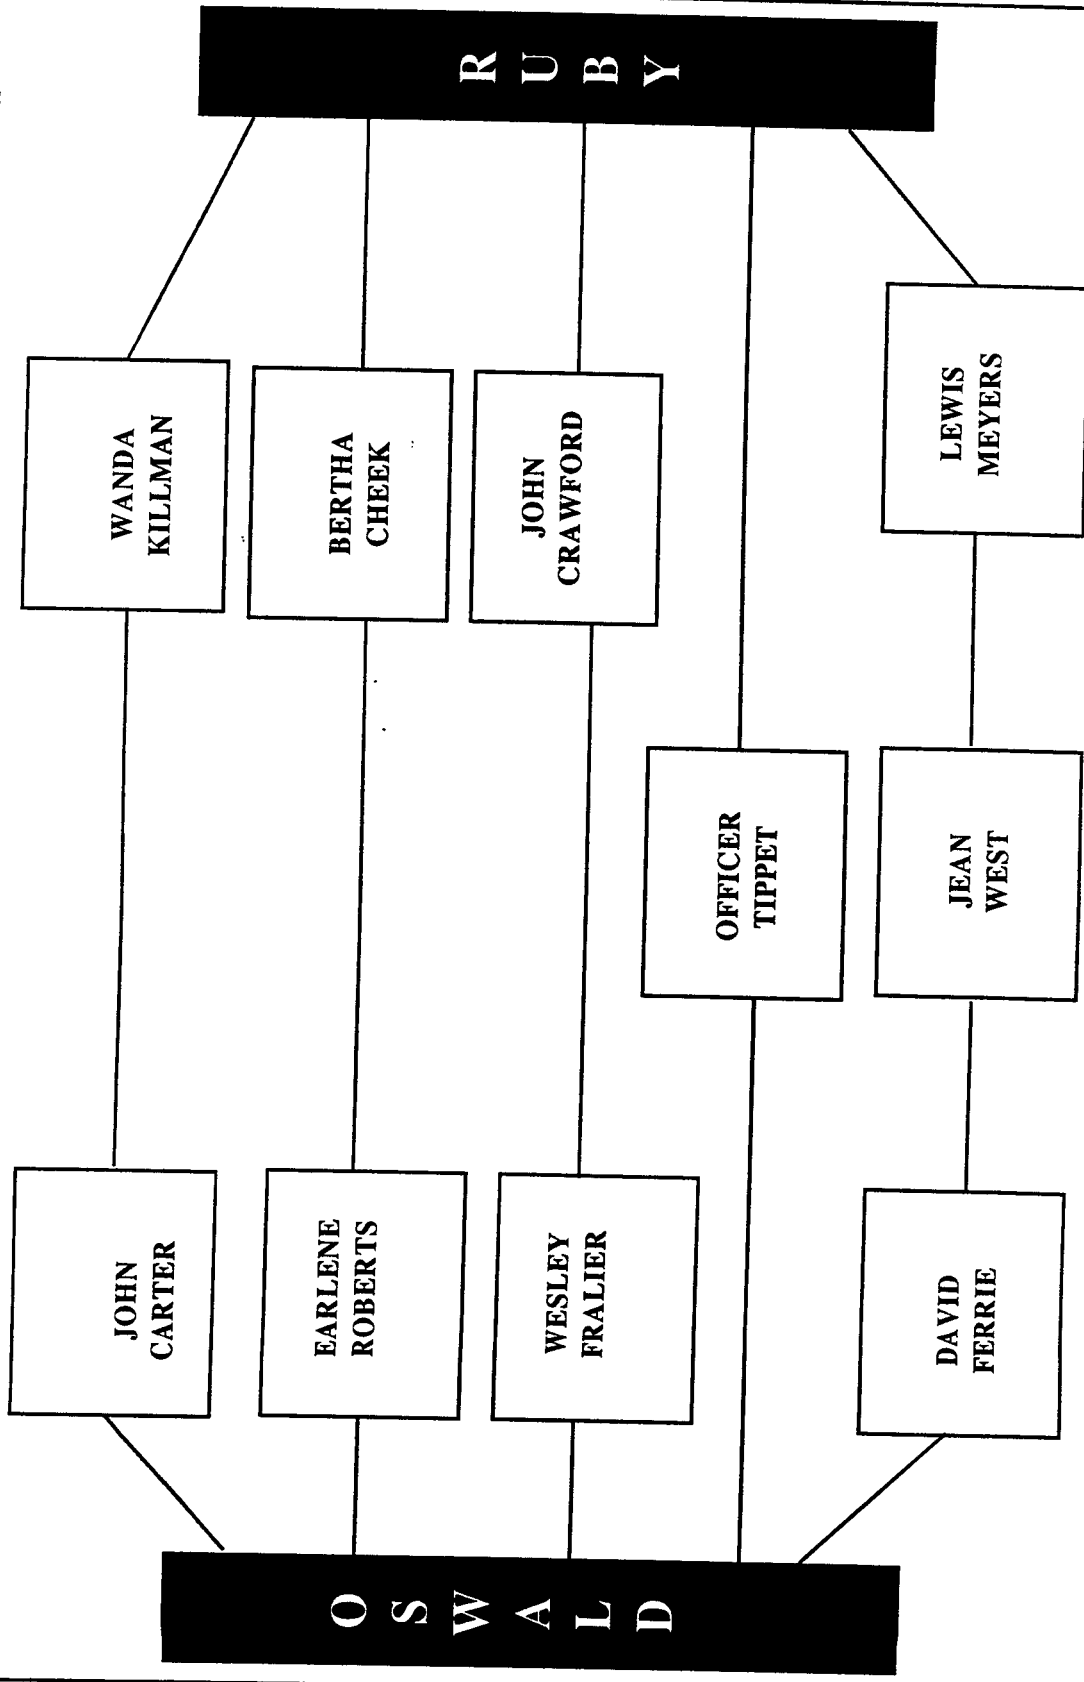 OSWALD
JOHN
CARTER
WANDA
KILLMAN
EARLENE
ROBERTS
BERTHA
CHEEK
WESLEY
FRALIER
JOHN
CRAWFORD
OFFICER
TIPPET
DAVID
FERRIE
JEAN
WEST
LEWIS
MEYERS
RUBY